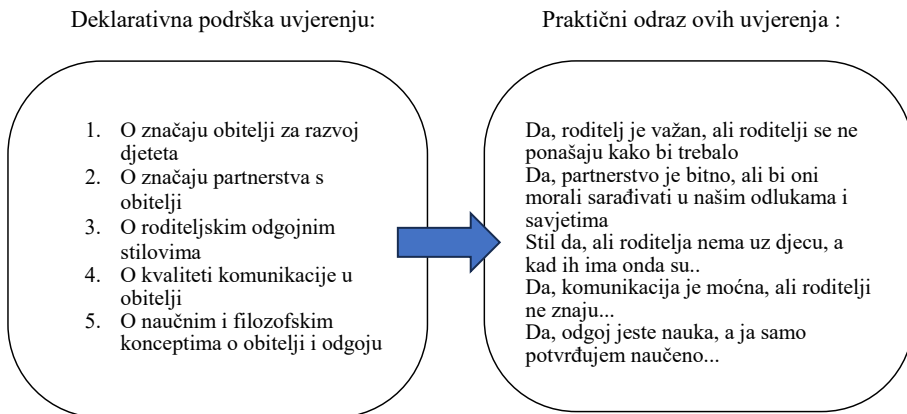 Deklarativna podrška uvjerenju:
1. O značaju obitelji za razvoj
djeteta
2. O značaju partnerstva s
obitelji
3. O roditeljskim odgojnim
stilovima
4. O kvaliteti komunikacije u
obitelji
5. O naučnim i filozofskim
konceptima o obitelji i odgoju
Praktični odraz ovih uvjerenja :
Da, roditelj je važan, ali roditelji se ne
ponašaju kako bi trebalo
Da, partnerstvo je bitno, ali bi oni
morali sarađivati u našim odlukama i
savjetima
Stil da, ali roditelja nema uz djecu, a
kad ih ima onda su..
Da, komunikacija je moćna, ali roditelji
ne znaju...
Da, odgoj jeste nauka, a ja samo
potvrđujem naučeno...